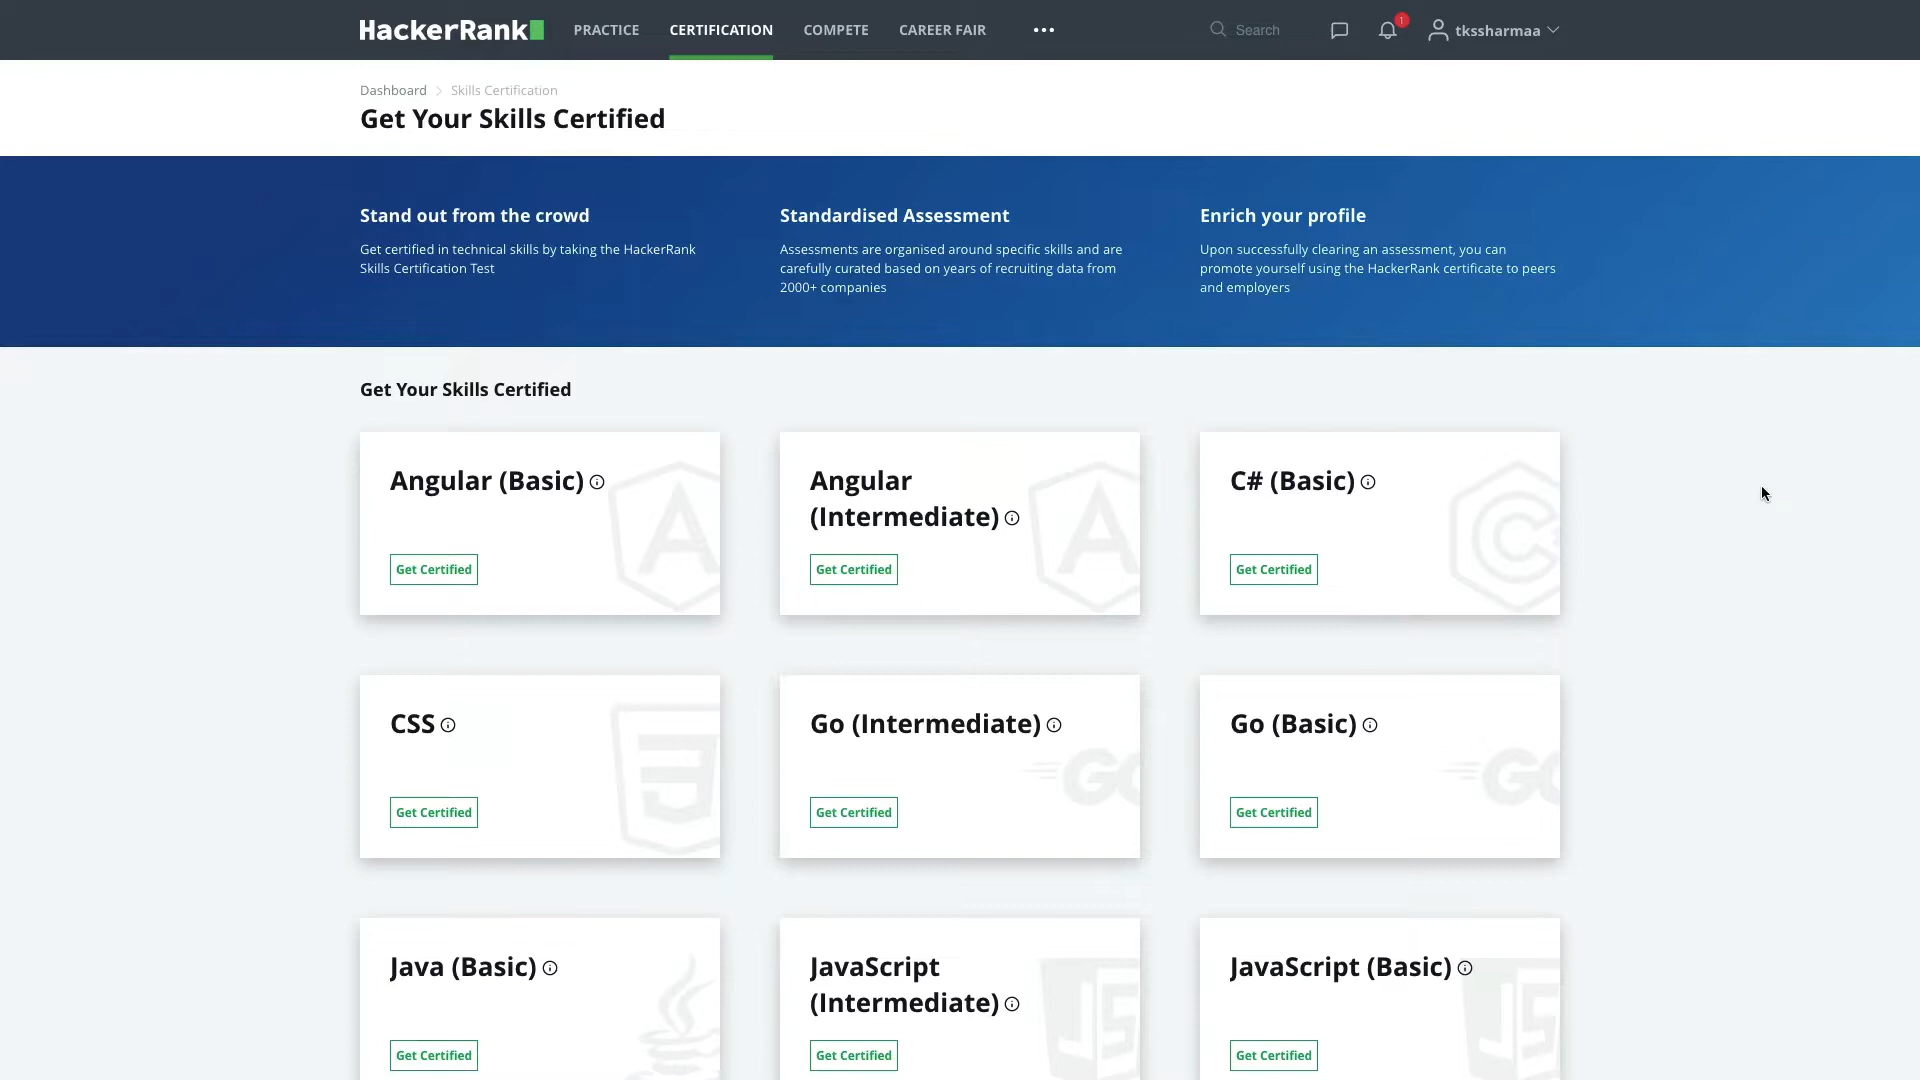 HackerRank PRACTICE CERTIFICATION COMPETE CAREER FAIR ••• Search 1 tkssharmaa
Dashboard > Skills Certification
Get Your Skills Certified
Stand out from the crowd
Get certified in technical skills by taking the HackerRank
Skills Certification Test
Standardised Assessment
Assessments are organised around specific skills and are
carefully curated based on years of recruiting data from
2000+ companies
Enrich your profile
Upon successfully clearing an assessment, you can
promote yourself using the HackerRank certificate to peers
and employers
Get Your Skills Certified
Angular (Basic)
Get Certified
Angular
(Intermediate)
Get Certified
C# (Basic)
Get Certified
CSS
Get Certified
Go (Intermediate)
GO
Get Certified
Go (Basic)
GO
Get Certified
Java (Basic)
Get Certified
JavaScript
(Intermediate)
JS
Get Certified
JavaScript (Basic)
JS
Get Certified